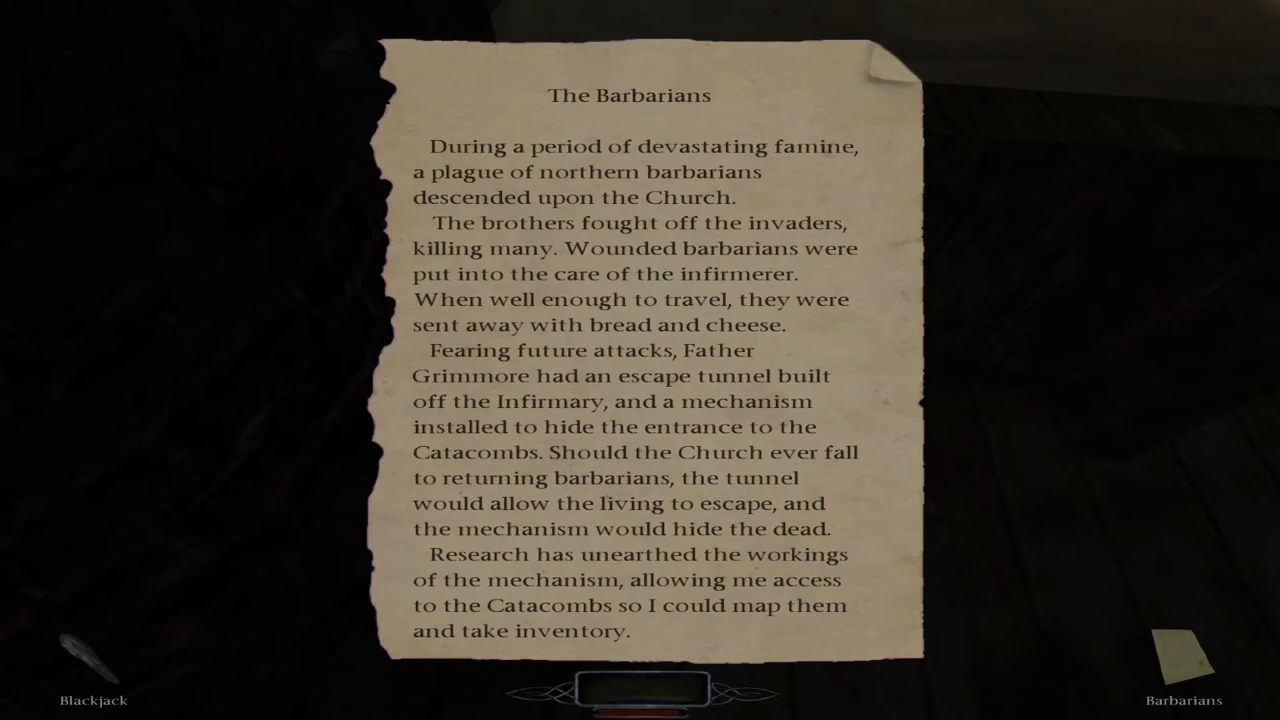 The Barbarians
During a period of devastating famine,
a plague of northern barbarians
descended upon the Church.
The brothers fought off the invaders,
killing many. Wounded barbarians were
put into the care of the infirmerer.
When well enough to travel, they were
sent away with bread and cheese.
Fearing future attacks, Father
Grimmore had an escape tunnel built
off the Infirmary, and a mechanism
installed to hide the entrance to the
Catacombs. Should the Church ever fall
to returning barbarians, the tunnel
would allow the living to escape, and
the mechanism would hide the dead.
Research has unearthed the workings
of the mechanism, allowing me access
to the Catacombs so I could map them
and take inventory.
Blackjack
Barbarians